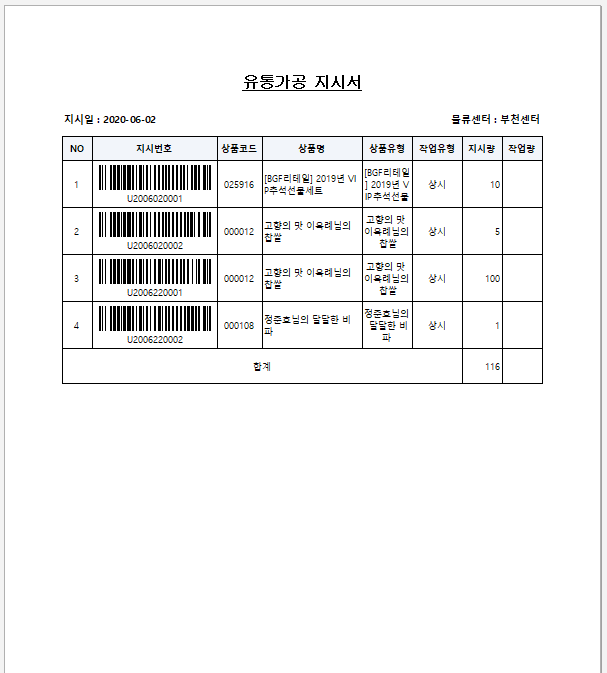 유통가공 지시서
지시일 : 2020-06-02 물류센터 : 부천센터
NO 지시번호 상품코드 상품명 상품유형 작업유형 지시량 작업량
1 U2006020001 025916 [BGF리테일] 2019년 VI [BGF리테일 상시 10
P추석선물세트 ] 2019년 V
IP추석선물
2 U2006020002 000012 고향의 맛 이육례님의 고향의 맛 상시 5
찹쌀 이육례님의
찹쌀
3 U2006220001 000012 고향의 맛 이육례님의 고향의 맛 상시 100
찹쌀 이육례님의
찹쌀
4 U2006220002 000108 정준호님의 달달한 비 정준호님의 상시 1
파 달달한 비
파
합계 116